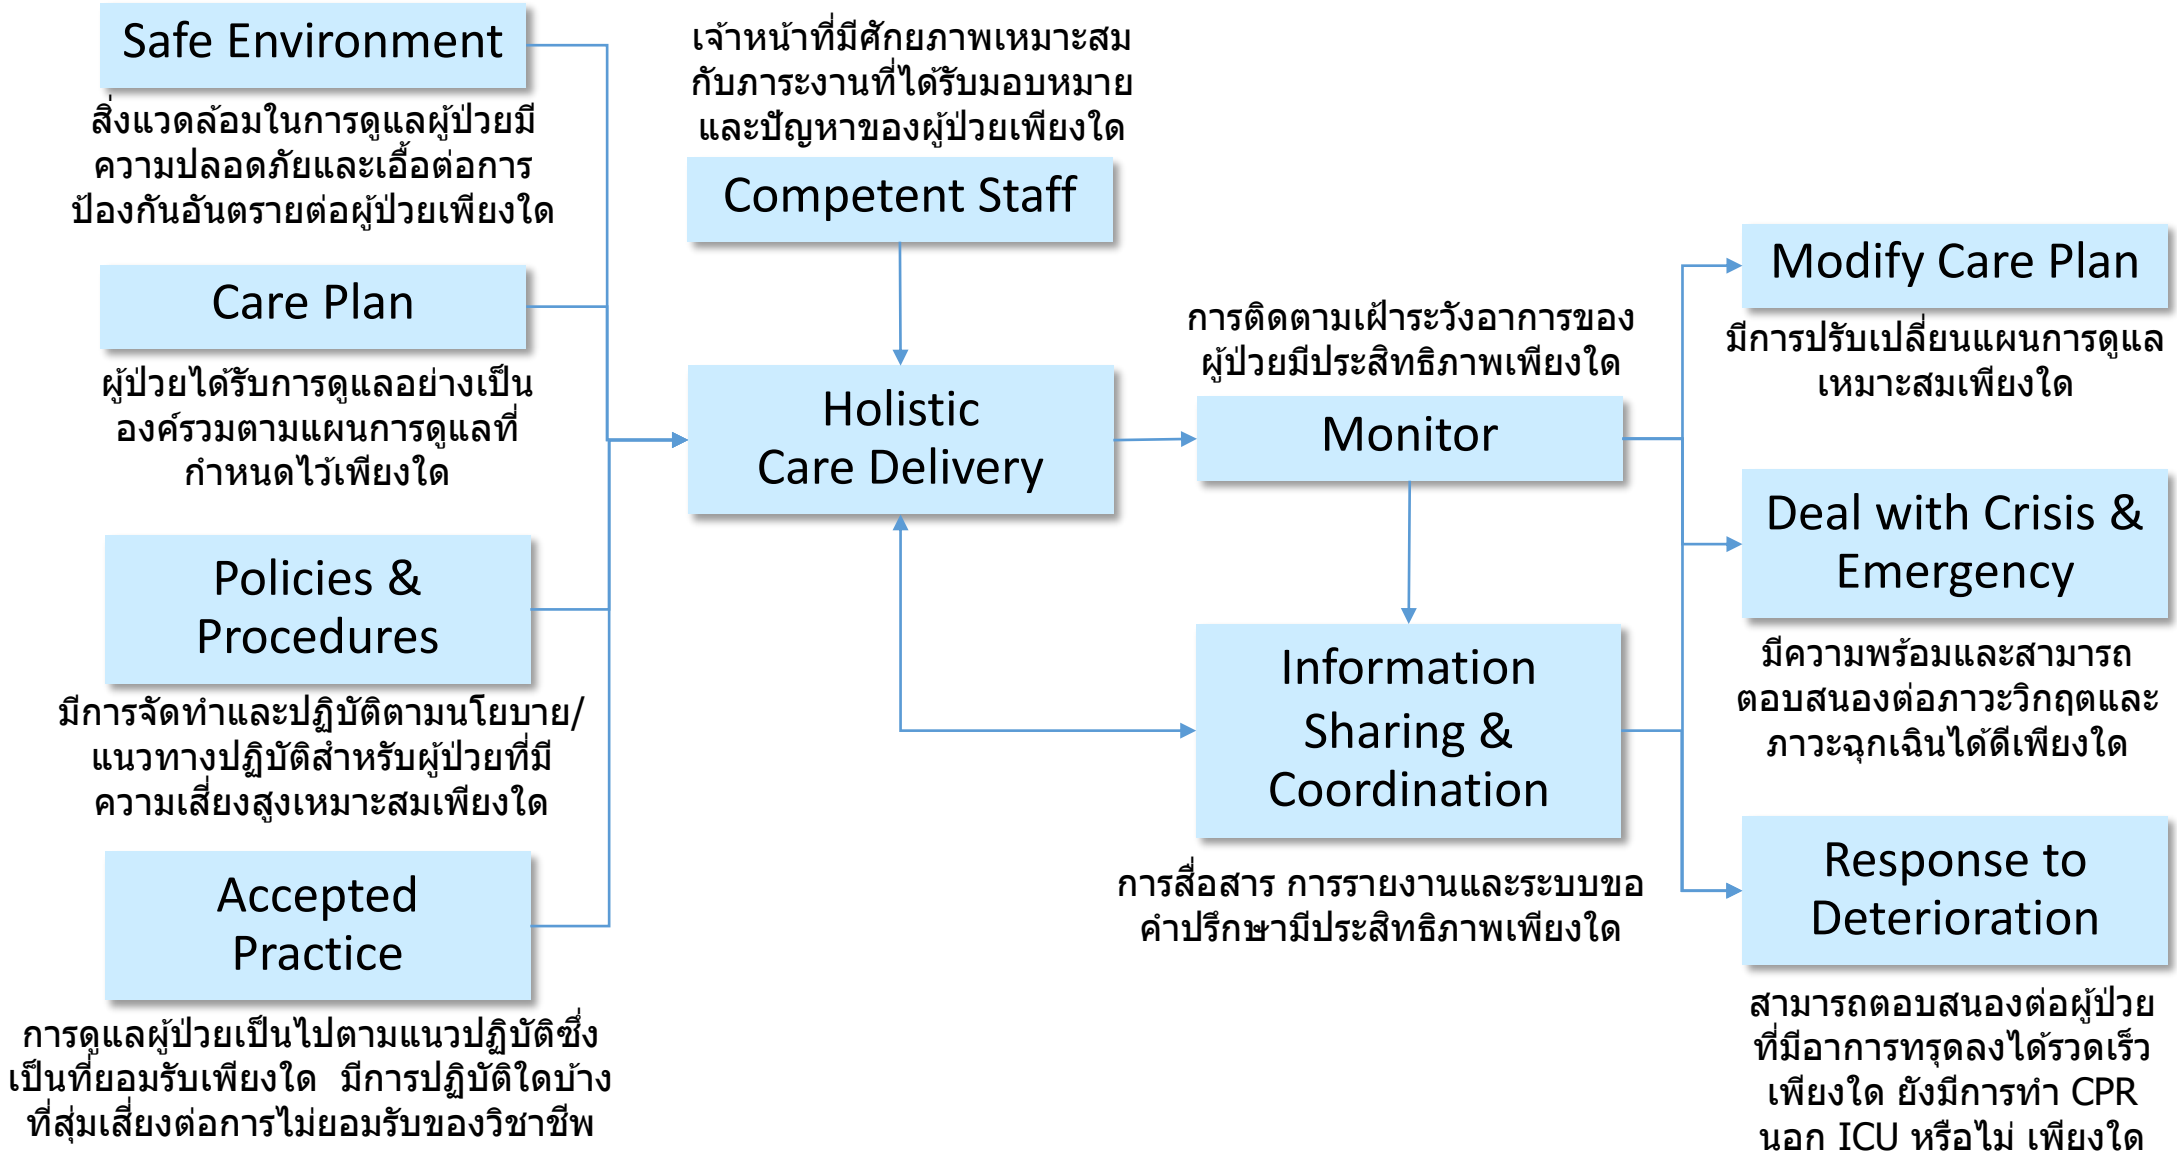 Safe Environment
สิ่งแวดล้อมในการดูแลผู้ป่วยมี
ความปลอดภัยและเอื้อต่อการ
ป้องกันอันตรายต่อผู้ป่วยเพียงใด
Care Plan
ผู้ป่วยได้รับการดูแลอย่างเป็น
องค์รวมตามแผนการดูแลที่
กำหนดไว้เพียงใด
Policies &
Procedures
มีการจัดทำและปฏิบัติตามนโยบาย/
แนวทางปฏิบัติสำหรับผู้ป่วยที่มี
ความเสี่ยงสูงเหมาะสมเพียงใด
Accepted
Practice
การดูแลผู้ป่วยเป็นไปตามแนวปฏิบัติซึ่ง
เป็นที่ยอมรับเพียงใด มีการปฏิบัติใดบ้าง
ที่สุ่มเสี่ยงต่อการไม่ยอมรับของวิชาชีพ
เจ้าหน้าที่มีศักยภาพเหมาะสม
กับภาระงานที่ได้รับมอบหมาย
และปัญหาของผู้ป่วยเพียงใด
Competent Staff
Holistic
Care Delivery
การติดตามเฝ้าระวังอาการของ
ผู้ป่วยมีประสิทธิภาพเพียงใด
Monitor
Information
Sharing &
Coordination
การสื่อสาร การรายงานและระบบขอ
คำปรึกษามีประสิทธิภาพเพียงใด
Modify Care Plan
มีการปรับเปลี่ยนแผนการดูแล
เหมาะสมเพียงใด
Deal with Crisis &
Emergency
มีความพร้อมและสามารถ
ตอบสนองต่อภาวะวิกฤตและ
ภาวะฉุกเฉินได้ดีเพียงใด
Response to
Deterioration
สามารถตอบสนองต่อผู้ป่วย
ที่มีอาการทรุดลงได้รวดเร็ว
เพียงใด ยังมีการทำ CPR
นอก ICU หรือไม่ เพียงใด